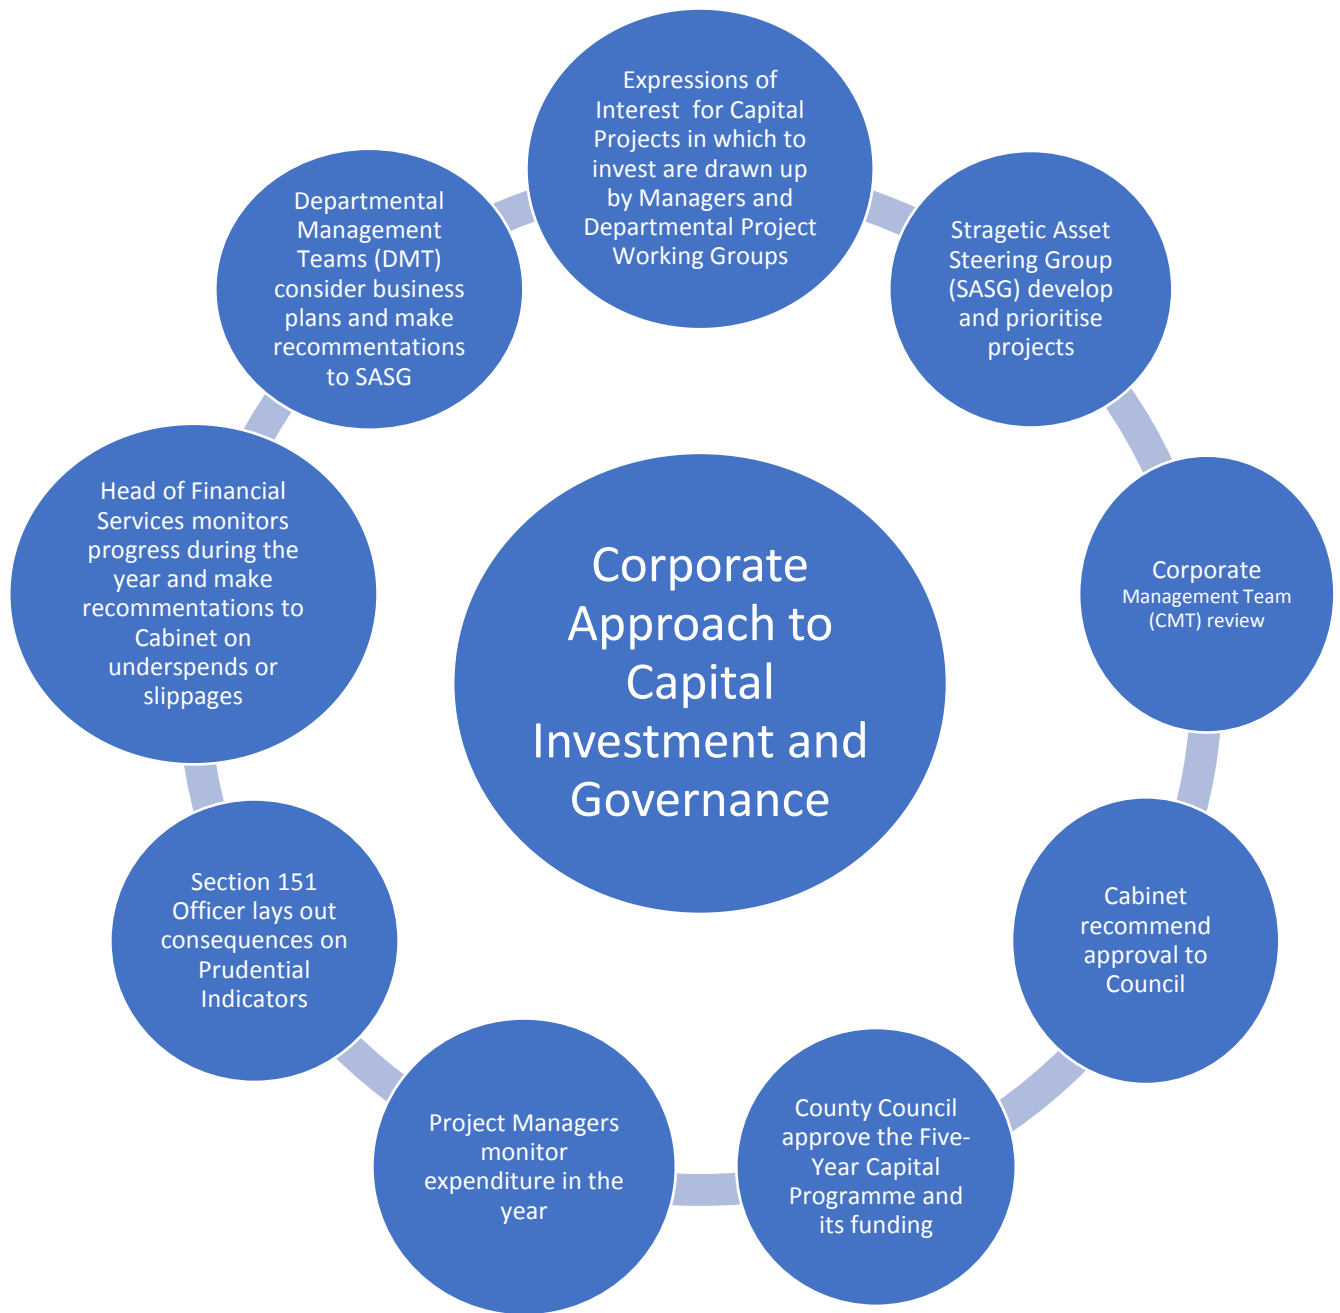 Expressions of
Interest for Capital
Projects in which to
invest are drawn up
by Managers and
Departmental Project
Working Groups
Stragetic Asset
Steering Group
(SASG) develop
and prioritise
projects
Corporate
Management Team
(CMT) review
Cabinet
recommend
approval to
Council
County Council
approve the Five-
Year Capital
Programme and
its funding
Project Managers
monitor
expenditure in the
year
Section 151
Officer lays out
consequences on
Prudential
Indicators
Head of Financial
Services monitors
progress during the
year and make
recommentations to
Cabinet on
underspends or
slippages
Departmental
Management
Teams (DMT)
consider business
plans and make
recommentations
to SASG
Corporate
Approach to
Capital
Investment and
Governance